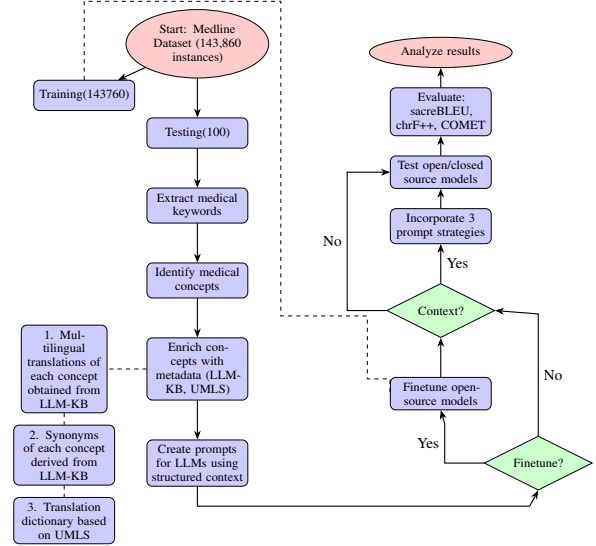 Start: Medline
Dataset (143,860
instances)
Training(143760)
Testing(100)
Extract medical
keywords
Identify medical
concepts
Enrich con-
cepts with
metadata (LLM-
KB, UMLS)
1. Mul-
tilingual
translations of
each concept
obtained from
LLM-KB
2. Synonyms
of each concept
derived from
LLM-KB
3. Translation
dictionary based
on UMLS
Create prompts
for LLMs using
structured context
Finetune?
Yes
No
Finetune open-
source models
Context?
Yes
No
Incorporate 3
prompt strategies
Test open/closed
source models
Evaluate:
sacreBLEU,
chrF++, COMET
Analyze results